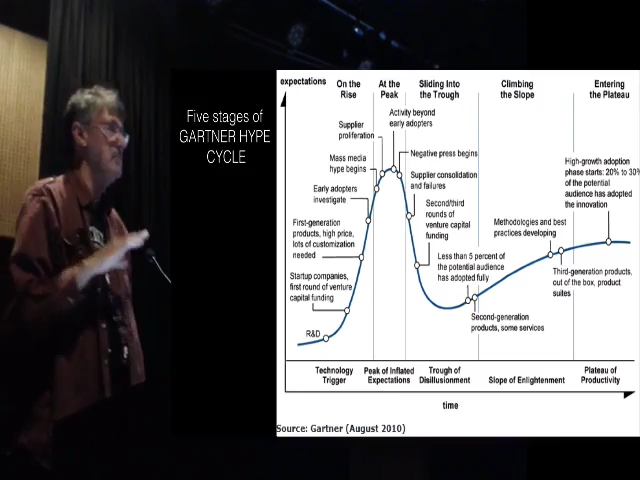 Five stages of
GARTNER HYPE
CYCLE
expectations
On the
Rise
At the
Peak
Sliding Into
the Trough
Climbing
the Slope
Entering
the Plateau
Activity beyond
early adopters
Supplier
proliferation
Negative press begins
Mass media
hype begins
Supplier consolidation
and failures
Early adopters
investigate
Second/third
rounds of
venture capital
funding
First-generation
products, high price,
lots of customization
needed
Less than 5 percent of
the potential audience
has adopted fully
Startup companies,
first round of venture
capital funding
R&D
Second-generation
products, some services
Methodologies and best
practices developing
Third-generation products,
out of the box, product
suites
High-growth adoption
phase starts: 20% to 30%
of the potential
audience has adopted
the innovation
Technology
Trigger
Peak of Inflated
Expectations
Trough of
Disillusionment
Slope of Enlightenment
Plateau of
Productivity
time
Source: Gartner (August 2010)